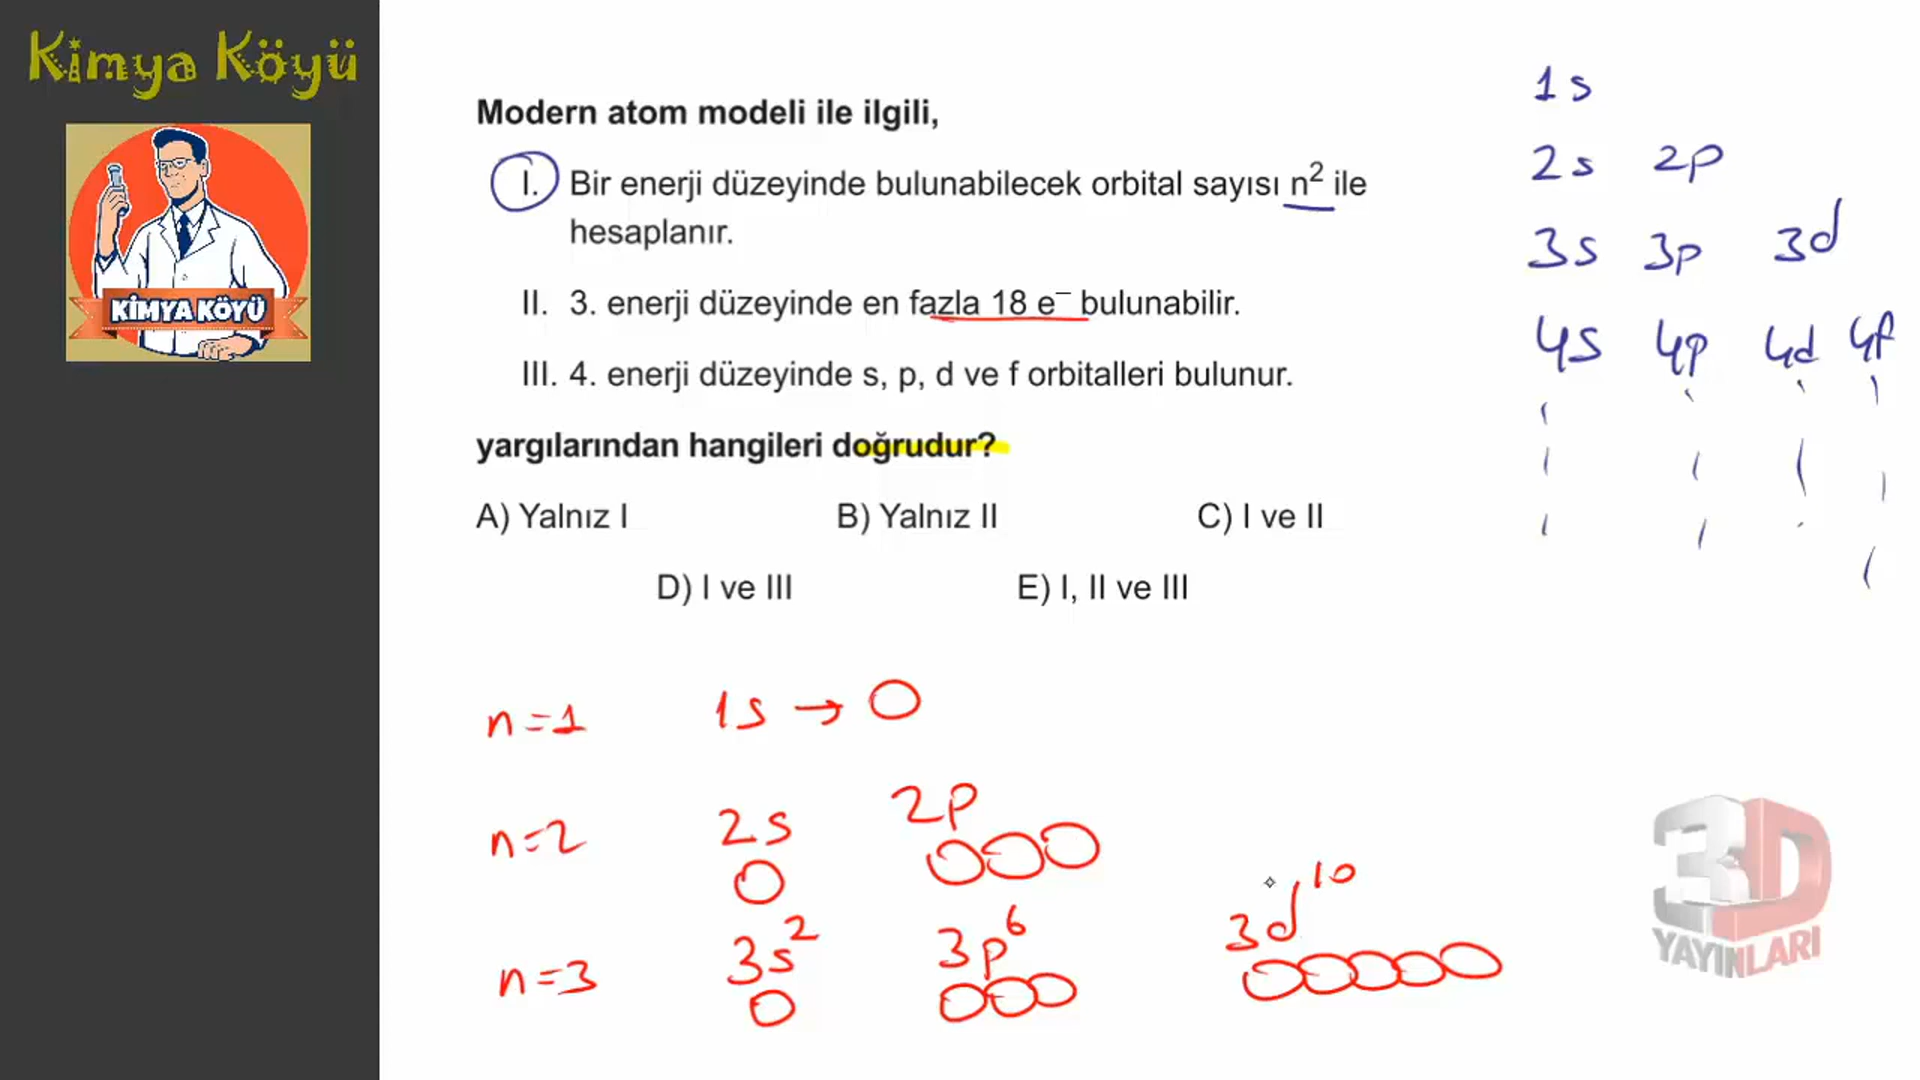 Kimya Köyü
KİMYA KÖYÜ
Modern atom modeli ile ilgili,
I. Bir enerji düzeyinde bulunabilecek orbital sayısı n² ile
hesaplanır.
II. 3. enerji düzeyinde en fazla 18 e⁻ bulunabilir.
III. 4. enerji düzeyinde s, p, d ve f orbitalleri bulunur.
yargılarından hangileri doğrudur?
A) Yalnız I B) Yalnız II C) I ve II
D) I ve III E) I, II ve III
1s
2s 2p
3s 3p 3d
4s 4p 4d 4f
n=1 1s →
n=2 2s 2p
n=3 3s² 3p⁶ 3d¹⁰
3D
YAYINLARI